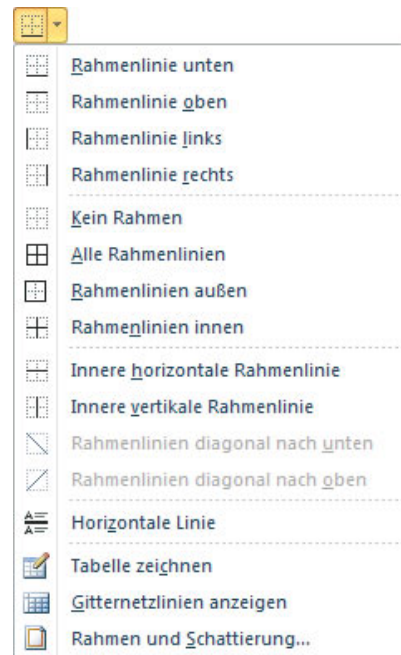 Rahmenlinie unten
Rahmenlinie oben
Rahmenlinie links
Rahmenlinie rechts
Kein Rahmen
Alle Rahmenlinien
Rahmenlinien außen
Rahmenlinien innen
Innere horizontale Rahmenlinie
Innere vertikale Rahmenlinie
Rahmenlinien diagonal nach unten
Rahmenlinien diagonal nach oben
Horizontale Linie
Tabelle zeichnen
Gitternetzlinien anzeigen
Rahmen und Schattierung...